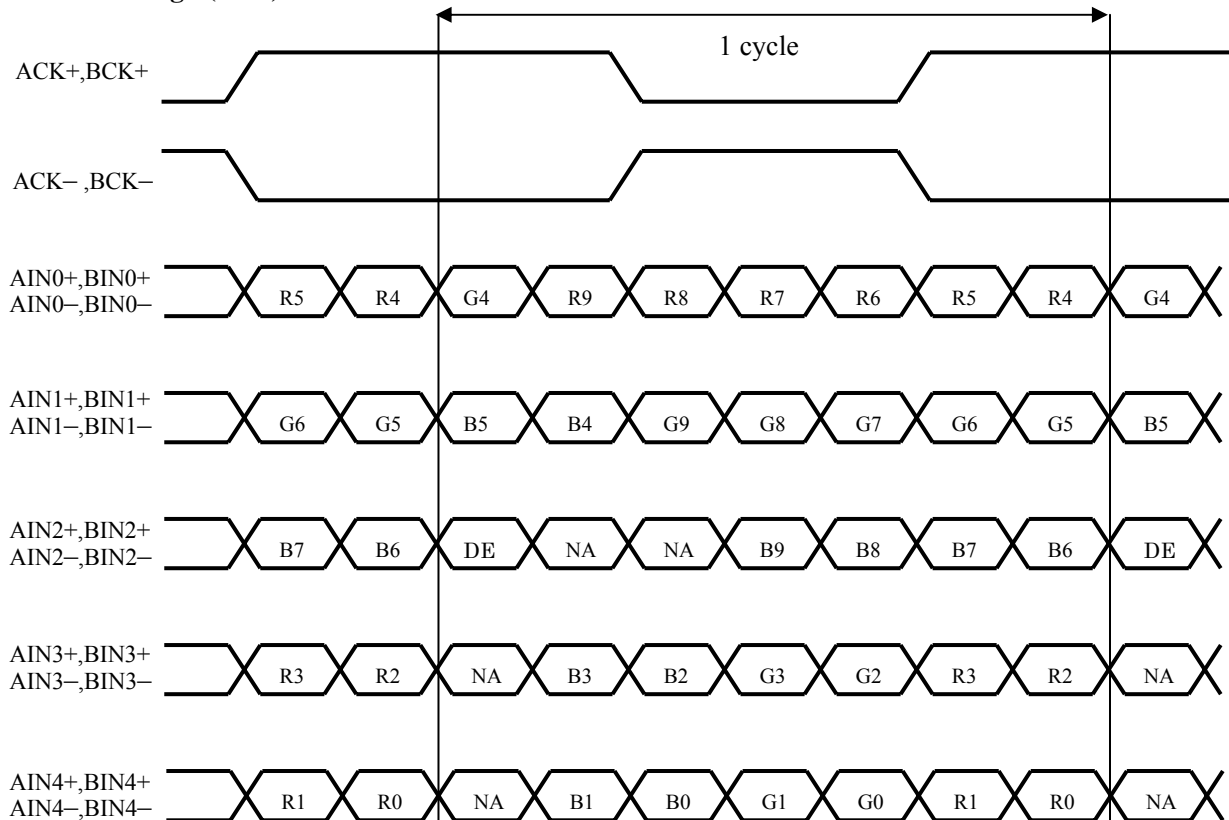 1 cycle
ACK+,BCK+
ACK− ,BCK−
AIN0+,BIN0+
AIN0−,BIN0−
R5 R4 G4 R9 R8 R7 R6 R5 R4 G4
AIN1+,BIN1+
AIN1−,BIN1−
G6 G5 B5 B4 G9 G8 G7 G6 G5 B5
AIN2+,BIN2+
AIN2−,BIN2−
B7 B6 DE NA NA B9 B8 B7 B6 DE
AIN3+,BIN3+
AIN3−,BIN3−
R3 R2 NA B3 B2 G3 G2 R3 R2 NA
AIN4+,BIN4+
AIN4−,BIN4−
R1 R0 NA B1 B0 G1 G0 R1 R0 NA